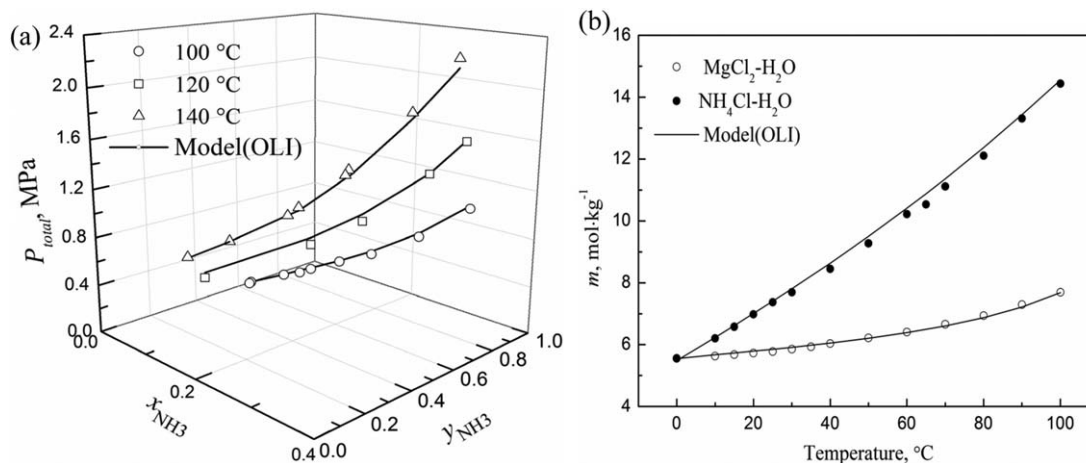 (a)
2.4
2.0
1.6
1.2
0.8
0.4
0.0
P_total, MPa
100 °C
120 °C
140 °C
Model(OLI)
0.0
0.2
0.4
x_NH3
0.0
0.2
0.4
0.6
0.8
1.0
y_NH3
(b)
16
14
12
10
8
6
4
m, mol·kg⁻¹
MgCl₂-H₂O
NH₄Cl-H₂O
Model(OLI)
0 20 40 60 80 100
Temperature, °C